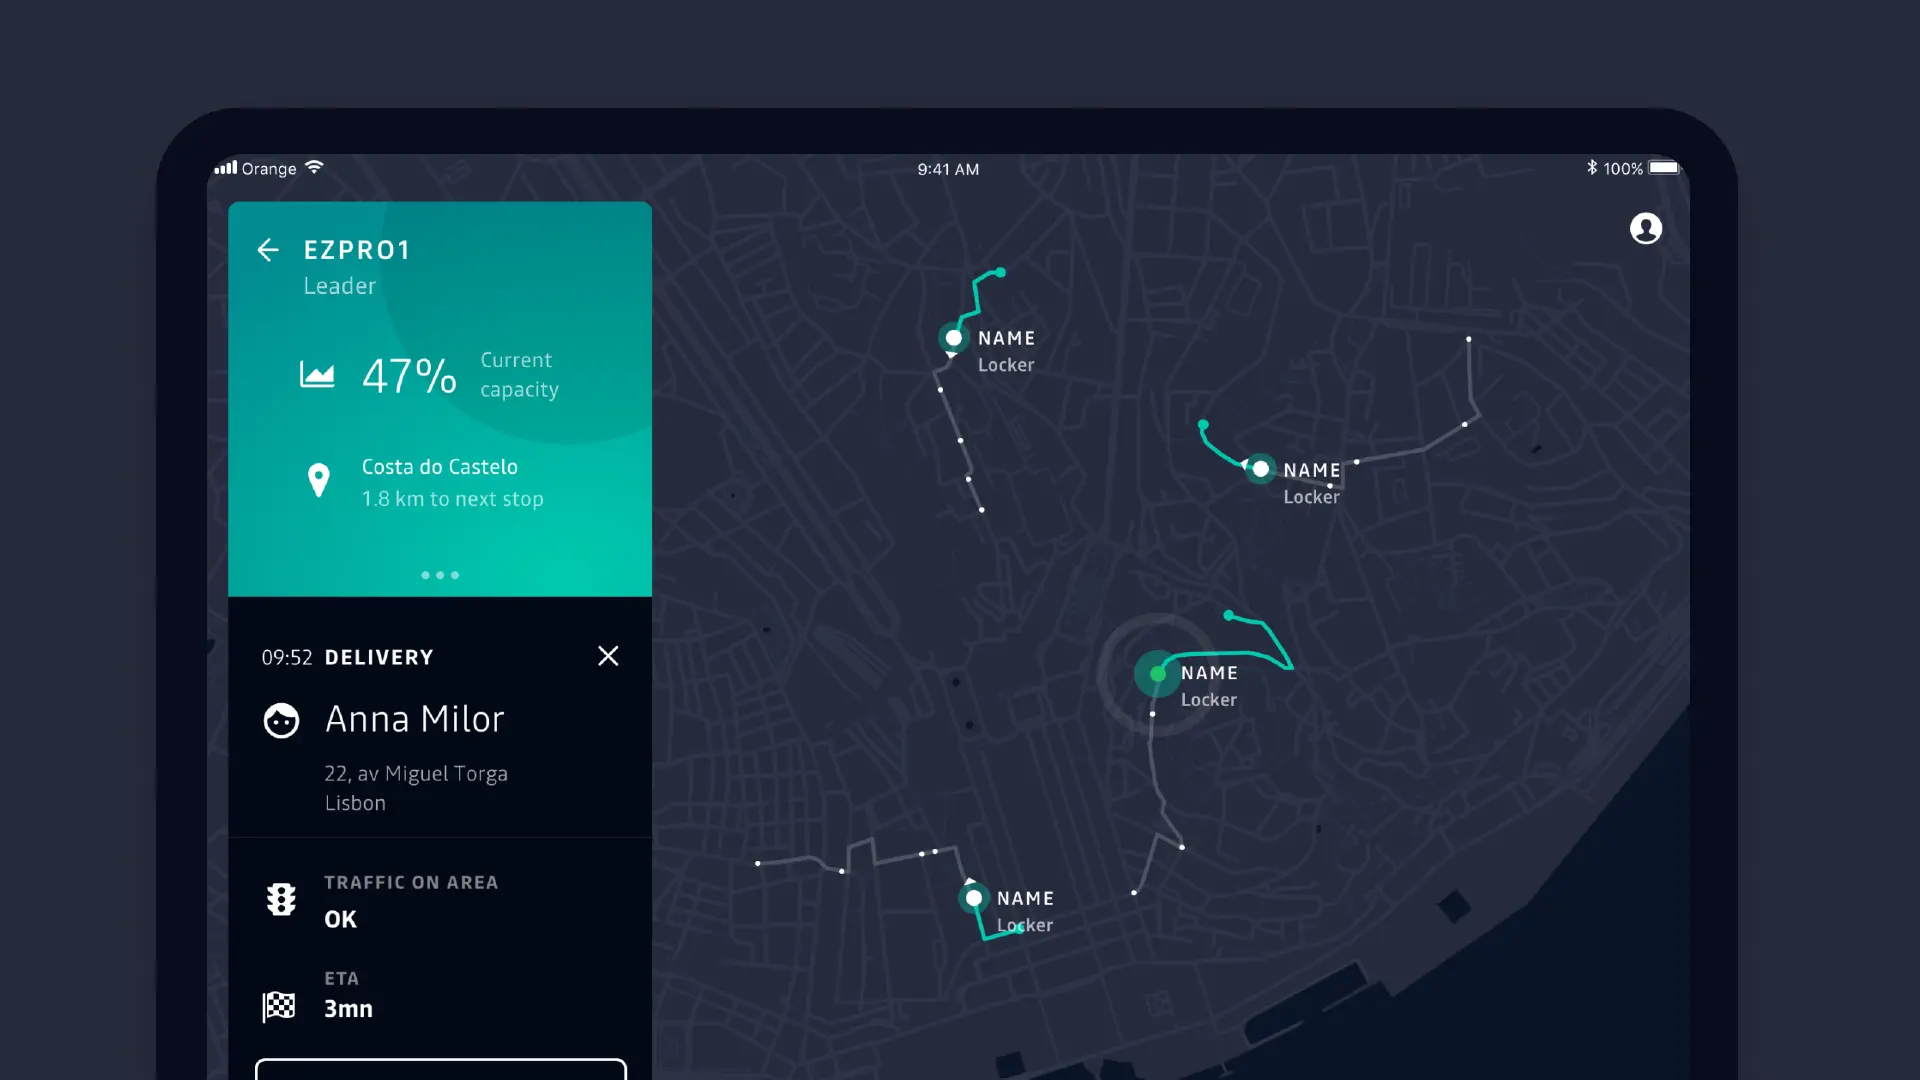 Orange
9:41 AM
100%
EZPRO1
Leader
47%
Current
capacity
Costa do Castelo
1.8 km to next stop
09:52 DELIVERY
Anna Milor
22, av Miguel Torga
Lisbon
TRAFFIC ON AREA
OK
ETA
3mn
NAME
Locker
NAME
Locker
NAME
Locker
NAME
Locker